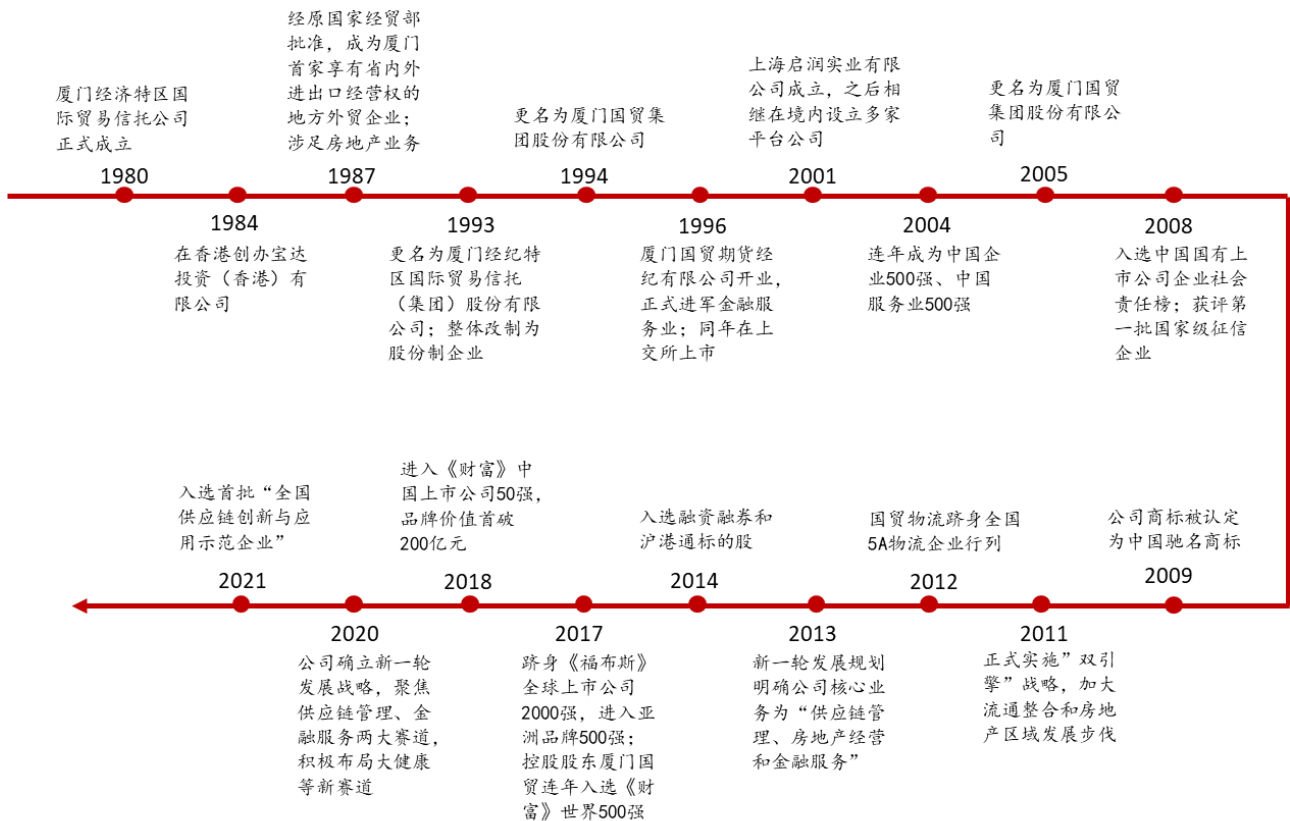 厦门经济特区国
际贸易信托公司
正式成立
1980
1984
在香港创办宝达
投资（香港）有
限公司
经原国家经贸部
批准，成为厦门
首家享有省内外
进出口经营权的
地方外贸企业；
涉足房地产业务
1987
1993
更名为厦门经纪特
区国际贸易信托
（集团）股份有限
公司；整体改制为
股份制企业
更名为厦门国贸集
团股份有限公司
1994
1996
厦门国贸期货经
纪有限公司开业，
正式进军金融服
务业；同年在上
交所上市
上海启润实业有限
公司成立，之后相
继在境内设立多家
平台公司
2001
2004
连年成为中国企
业500强、中国
服务业500强
更名为厦门国贸
集团股份有限公
司
2005
2008
入选中国国有上
市公司企业社会
责任榜；获评第
一批国家级征信
企业
公司商标被认定
为中国驰名商标
2009
2011
正式实施”双引
擎”战略，加大
流通整合和房地
产区域发展步伐
国贸物流跻身全国
5A物流企业行列
2012
2013
新一轮发展规划
明确公司核心业
务为“供应链管
理、房地产经营
和金融服务”
入选融资融券和
沪港通标的股
2014
2017
跻身《福布斯》
全球上市公司
2000强，进入亚
洲品牌500强；
控股股东厦门国
贸连年入选《财
富》世界500强
进入《财富》中
国上市公司50强，
品牌价值首破
200亿元
2018
2020
公司确立新一轮
发展战略，聚焦
供应链管理、金
融服务两大赛道，
积极布局大健康
等新赛道
入选首批“全国
供应链创新与应
用示范企业”
2021